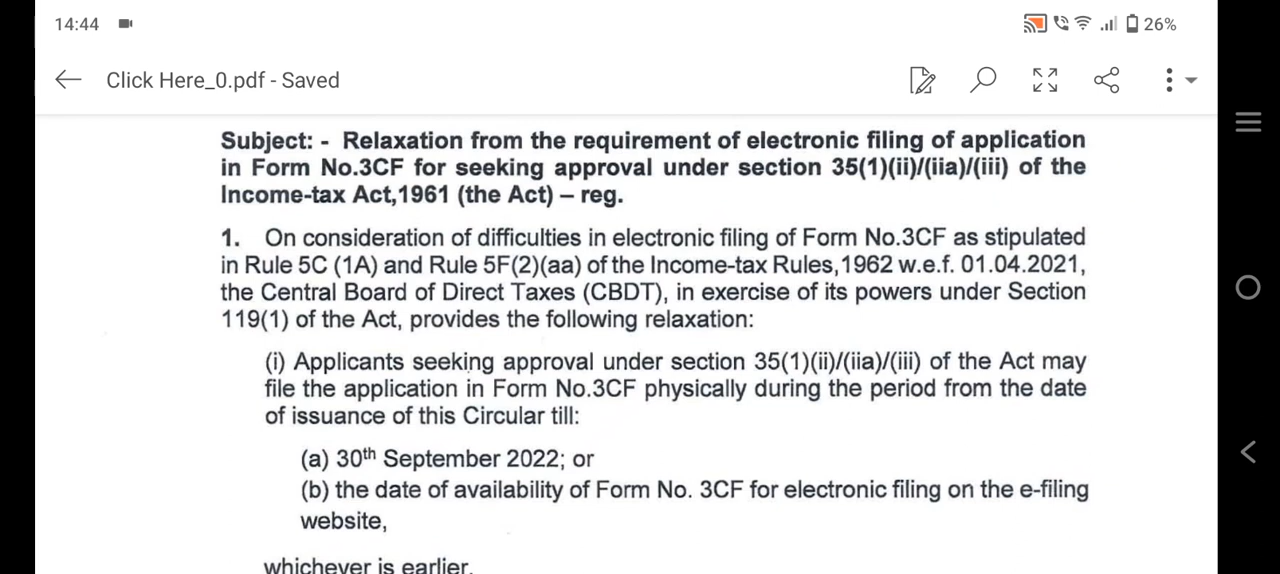 14:44
26%
Click Here_0.pdf - Saved
Subject: - Relaxation from the requirement of electronic filing of application
in Form No.3CF for seeking approval under section 35(1)(ii)/(iia)/(iii) of the
Income-tax Act,1961 (the Act) – reg.
1. On consideration of difficulties in electronic filing of Form No.3CF as stipulated
in Rule 5C (1A) and Rule 5F(2)(aa) of the Income-tax Rules,1962 w.e.f. 01.04.2021,
the Central Board of Direct Taxes (CBDT), in exercise of its powers under Section
119(1) of the Act, provides the following relaxation:
(i) Applicants seeking approval under section 35(1)(ii)/(iia)/(iii) of the Act may
file the application in Form No.3CF physically during the period from the date
of issuance of this Circular till:
(a) 30th September 2022; or
(b) the date of availability of Form No. 3CF for electronic filing on the e-filing
website,
whichever is earlier.